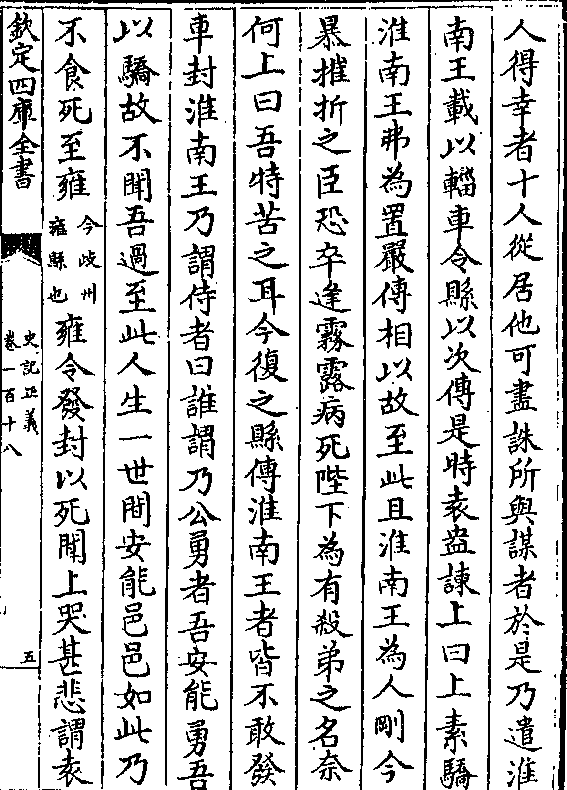 人得幸者十人從居他可盡誅所與謀者於是乃遣淮
南王載以輜車令縣以次傳是時袁盎諫上曰上素驕
淮南王弗為置嚴傅相以故至此且淮南王為人剛今
暴摧折之臣恐卒逢霧露病死陛下為有殺弟之名奈
何上曰吾特苦之耳今復之縣傳淮南王者皆不敢發
車封淮南王乃謂侍者曰誰謂乃公勇者吾安能勇吾
以驕故不聞吾過至此人生一世間安能邑邑如此乃
不食死至雍今岐州雍縣也雍令發封以死聞上哭甚悲謂袁
欽定四庫全書
史記正義
卷一百十八
五